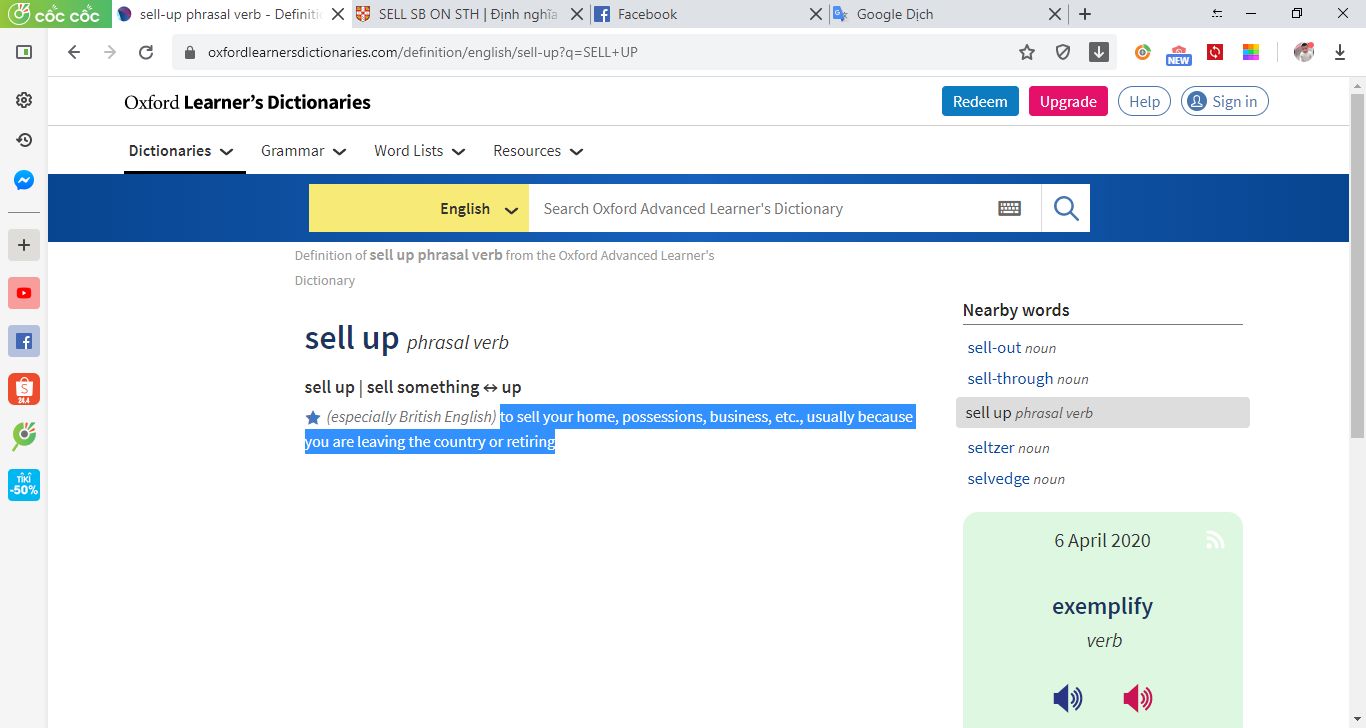 cốc cốc
sell-up phrasal verb - Definiti
SELL SB ON STH | Định nghĩa
Facebook
Google Dịch
oxfordlearnersdictionaries.com/definition/english/sell-up?q=SELL+UP
NEW
Oxford Learner's Dictionaries
Redeem
Upgrade
Help
Sign in
Dictionaries
Grammar
Word Lists
Resources
English
Search Oxford Advanced Learner's Dictionary
Definition of sell up phrasal verb from the Oxford Advanced Learner's
Dictionary
sell up phrasal verb
sell up | sell something ↔ up
(especially British English) to sell your home, possessions, business, etc., usually because
you are leaving the country or retiring
Nearby words
sell-out noun
sell-through noun
sell up phrasal verb
seltzer noun
selvedge noun
6 April 2020
exemplify
verb
S
24.4
TIKI
-50%